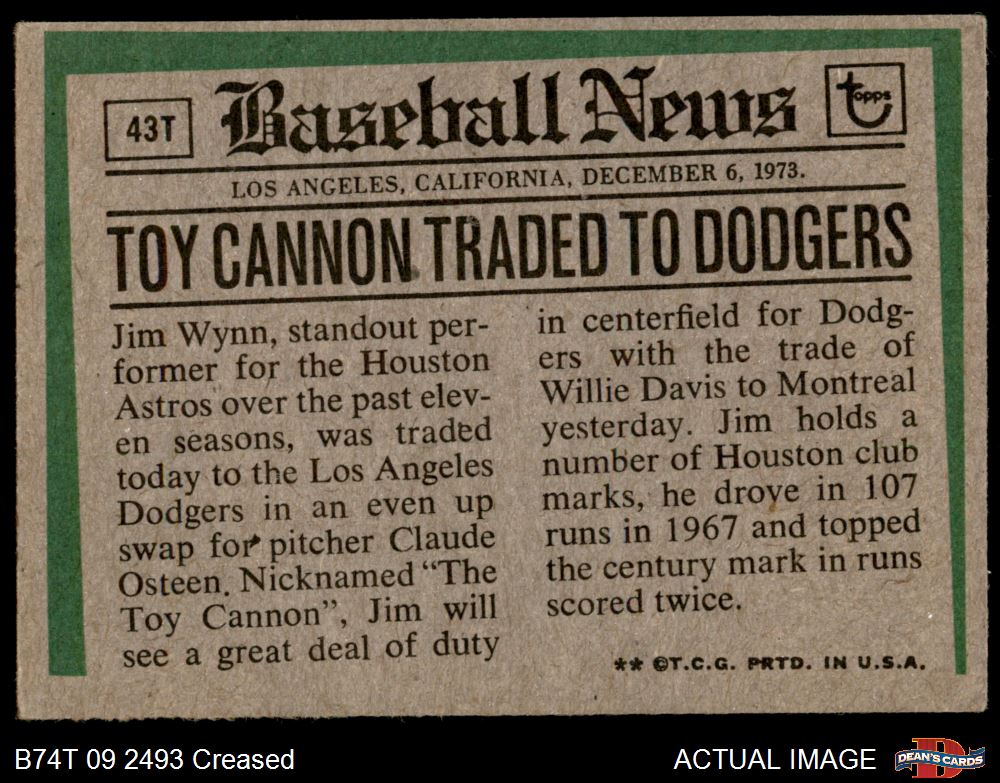 43T
Baseball News
topps
LOS ANGELES, CALIFORNIA, DECEMBER 6, 1973.
TOY CANNON TRADED TO DODGERS
Jim Wynn, standout per-
former for the Houston
Astros over the past elev-
en seasons, was traded
today to the Los Angeles
Dodgers in an even up
swap for pitcher Claude
Osteen. Nicknamed “The
Toy Cannon”, Jim will
see a great deal of duty
in centerfield for Dodg-
ers with the trade of
Willie Davis to Montreal
yesterday. Jim holds a
number of Houston club
marks, he drove in 107
runs in 1967 and topped
the century mark in runs
scored twice.
** ©T.C.G. PRTD. IN U.S.A.
B74T 09 2493 Creased
ACTUAL IMAGE
D
DEAN'S CARDS